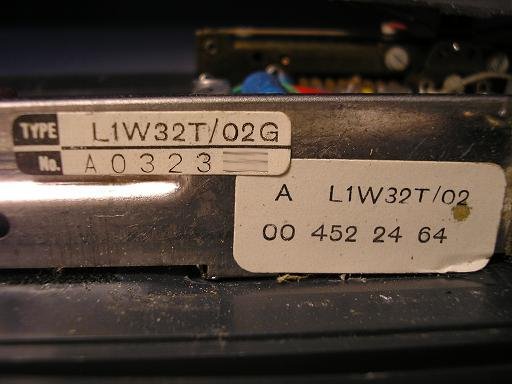 TYPE L1W32T/02G
No. A0323
A L1W32T/02
00 452 24 64